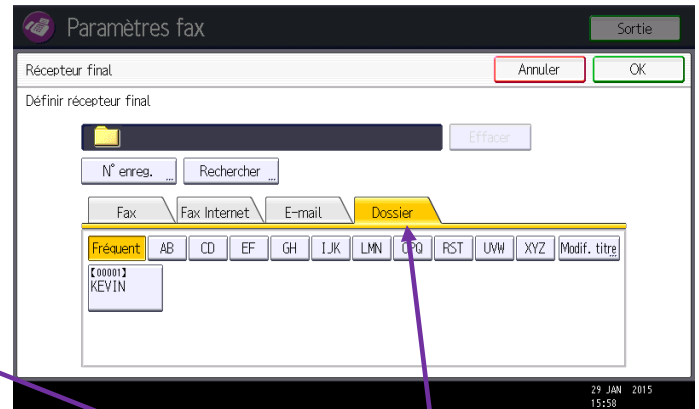 Paramètres fax
Sortie
Récepteur final
Annuler
OK
Définir récepteur final
Effacer
N° enreg.
Rechercher
Fax
Fax Internet
E-mail
Dossier
Fréquent AB CD EF GH IJK LMN OPQ RST UVW XYZ Modif. titre
【00001】
KEVIN
29 JAN 2015
15:58